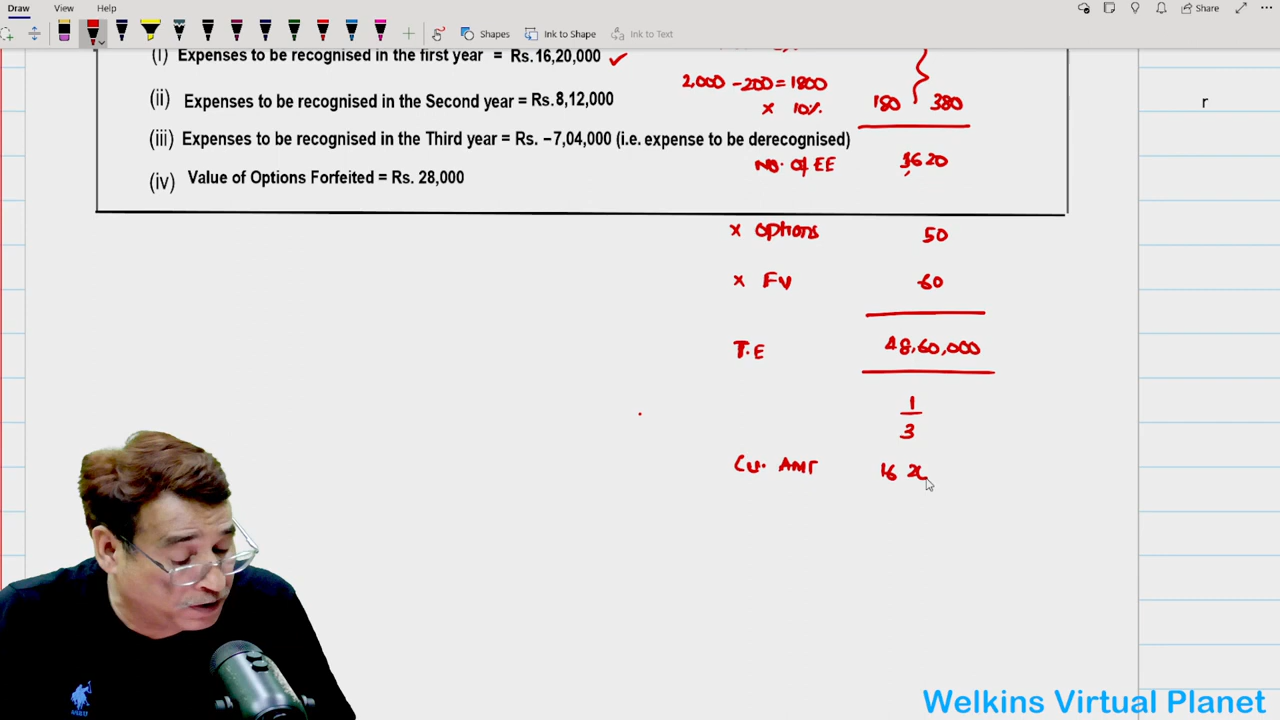 Draw View Help Share
Shapes Ink to Shape Ink to Text
(i) Expenses to be recognised in the first year = Rs. 16,20,000 ✓
2,000 - 200 = 1800
(ii) Expenses to be recognised in the Second year = Rs. 8,12,000
x 10% 180 380
r
(iii) Expenses to be recognised in the Third year = Rs. -7,04,000 (i.e. expense to be derecognised)
No. of EE 1620
(iv) Value of Options Forfeited = Rs. 28,000
x options 50
x FV 60
T.E 48,60,000
1
3
Cu. AMT 16 20
Welkins Virtual Planet